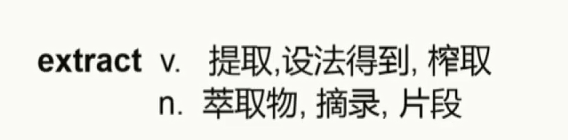 extract v. 提取,设法得到, 榨取
n. 萃取物, 摘录, 片段